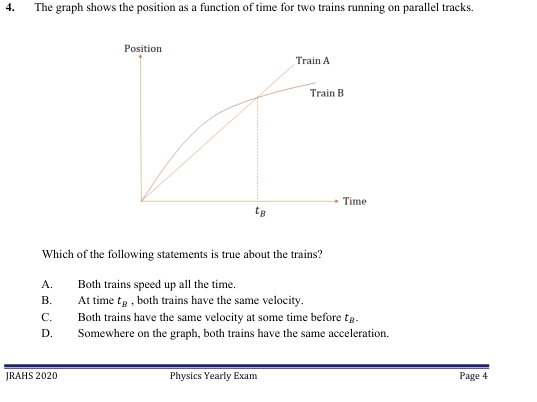 4. The graph shows the position as a function of time for two trains running on parallel tracks.
Position
Train A
Train B
Time
t_B
Which of the following statements is true about the trains?
A. Both trains speed up all the time.
B. At time t_B , both trains have the same velocity.
C. Both trains have the same velocity at some time before t_B.
D. Somewhere on the graph, both trains have the same acceleration.
JRAHS 2020 Physics Yearly Exam Page 4